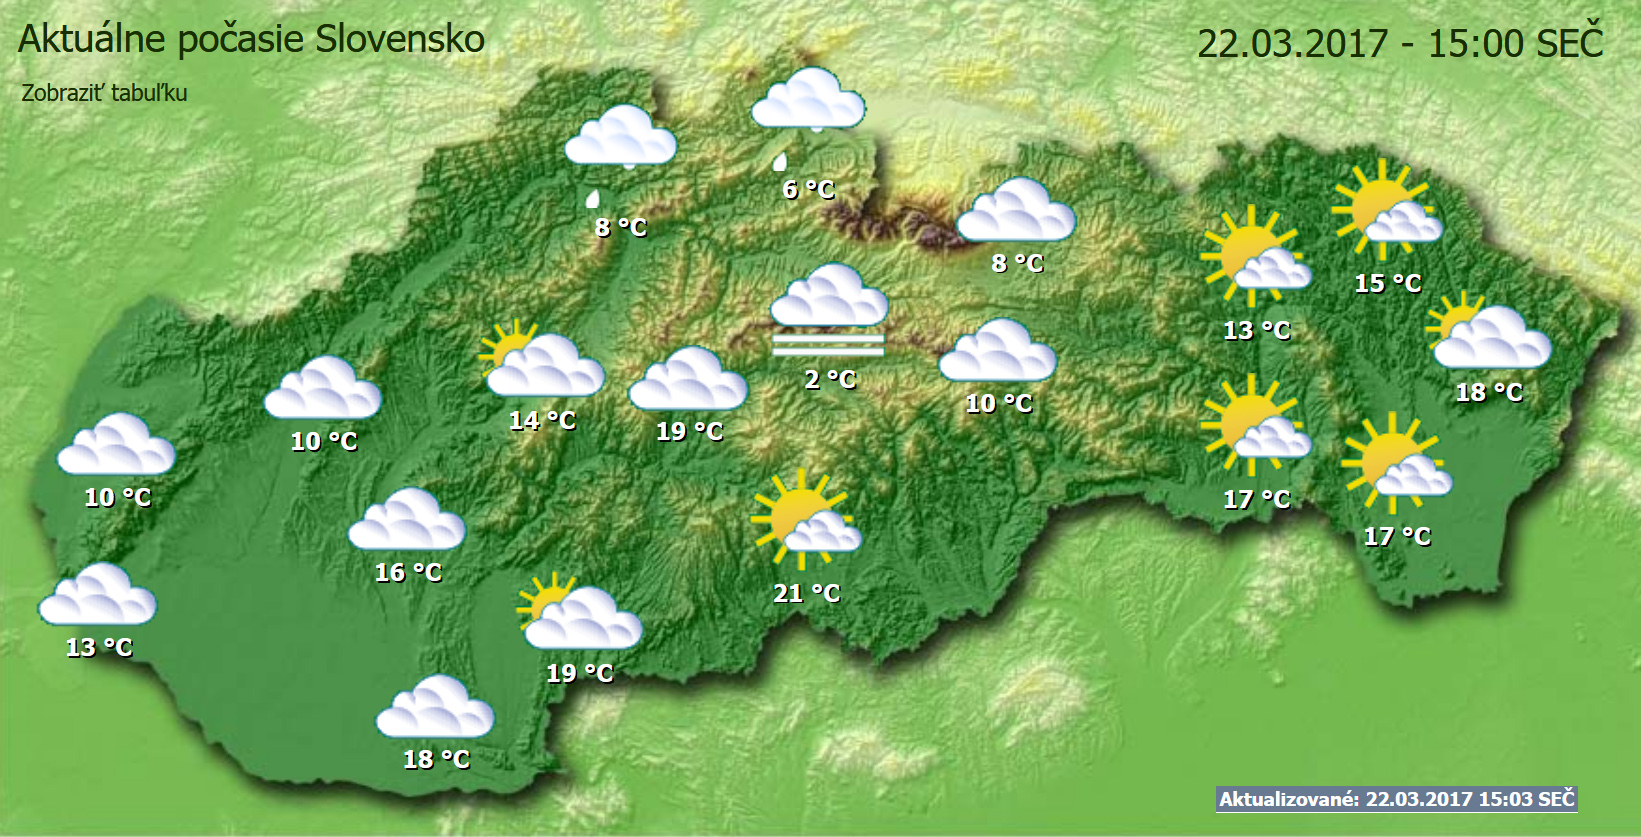 Aktuálne počasie Slovensko
22.03.2017 - 15:00 SEČ
Zobraziť tabuľku
6 °C
8 °C
8 °C
15 °C
13 °C
2 °C
18 °C
10 °C
14 °C
19 °C
10 °C
10 °C
17 °C
17 °C
16 °C
21 °C
13 °C
19 °C
18 °C
Aktualizované: 22.03.2017 15:03 SEČ